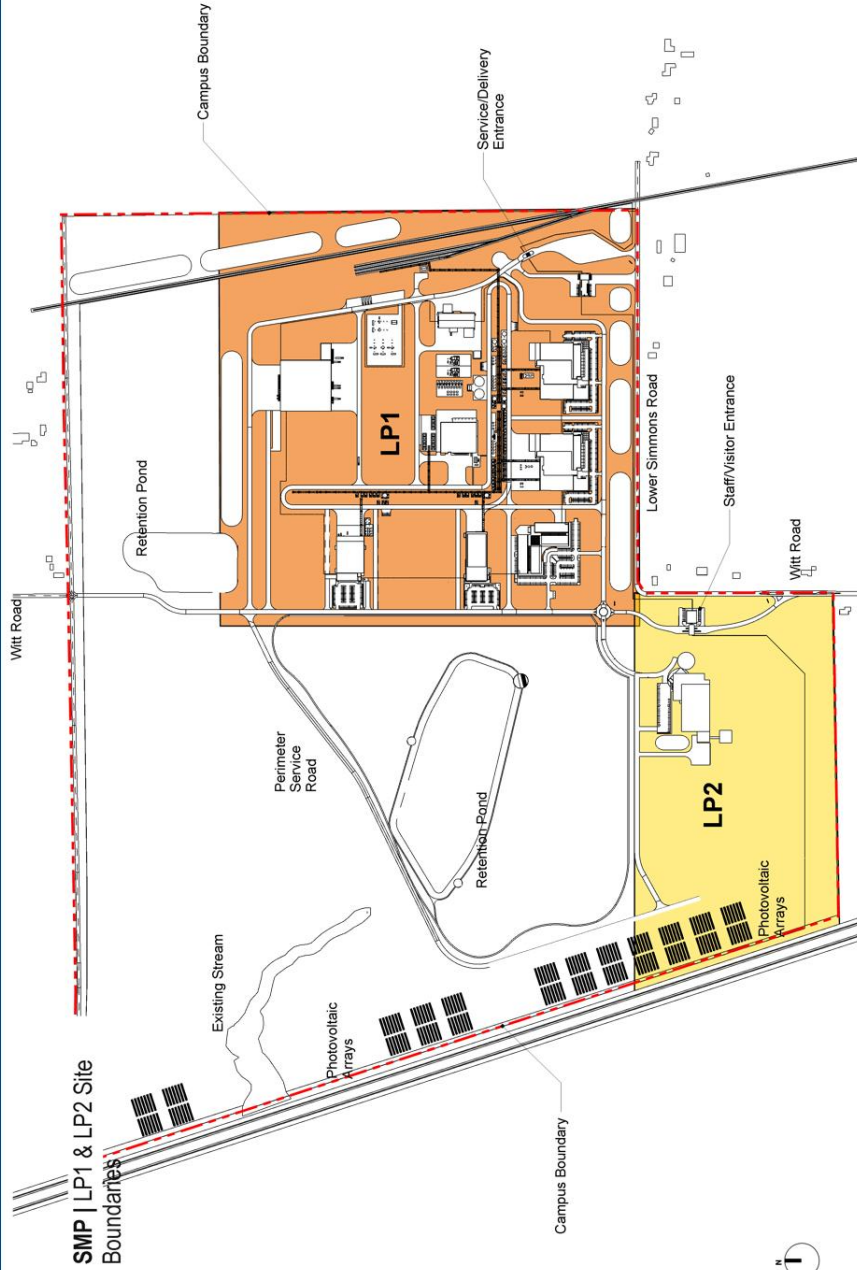 SMP | LP1 & LP2 Site
Boundaries
Witt Road
Existing Stream
Photovoltaic
Arrays
Campus Boundary
Retention Pond
Perimeter
Service
Road
Retention Pond
Campus Boundary
LP1
Service/Delivery
Entrance
Lower Simmons Road
Staff/Visitor Entrance
Witt Road
LP2
Photovoltaic
Arrays
N